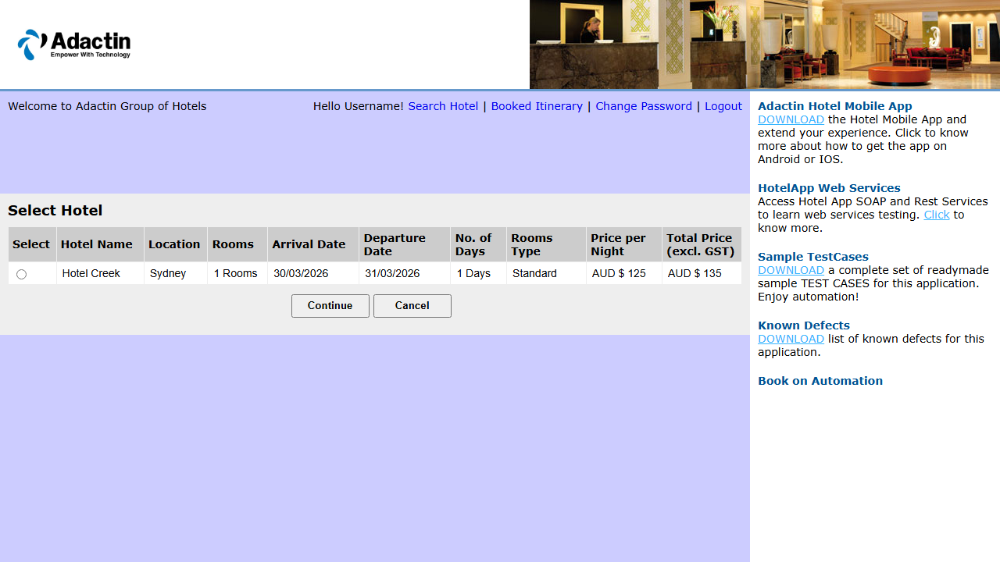 Adactin
Empower With Technology
Welcome to Adactin Group of Hotels
Hello Username! Search Hotel | Booked Itinerary | Change Password | Logout
Select Hotel
Select Hotel Name Location Rooms Arrival Date Departure Date No. of Days Rooms Type Price per Night Total Price (excl. GST)
Hotel Creek Sydney 1 Rooms 30/03/2026 31/03/2026 1 Days Standard AUD $ 125 AUD $ 135
Continue Cancel
Adactin Hotel Mobile App
DOWNLOAD the Hotel Mobile App and
extend your experience. Click to know
more about how to get the app on
Android or IOS.
HotelApp Web Services
Access Hotel App SOAP and Rest Services
to learn web services testing. Click to
know more.
Sample TestCases
DOWNLOAD a complete set of readymade
sample TEST CASES for this application.
Enjoy automation!
Known Defects
DOWNLOAD list of known defects for this
application.
Book on Automation